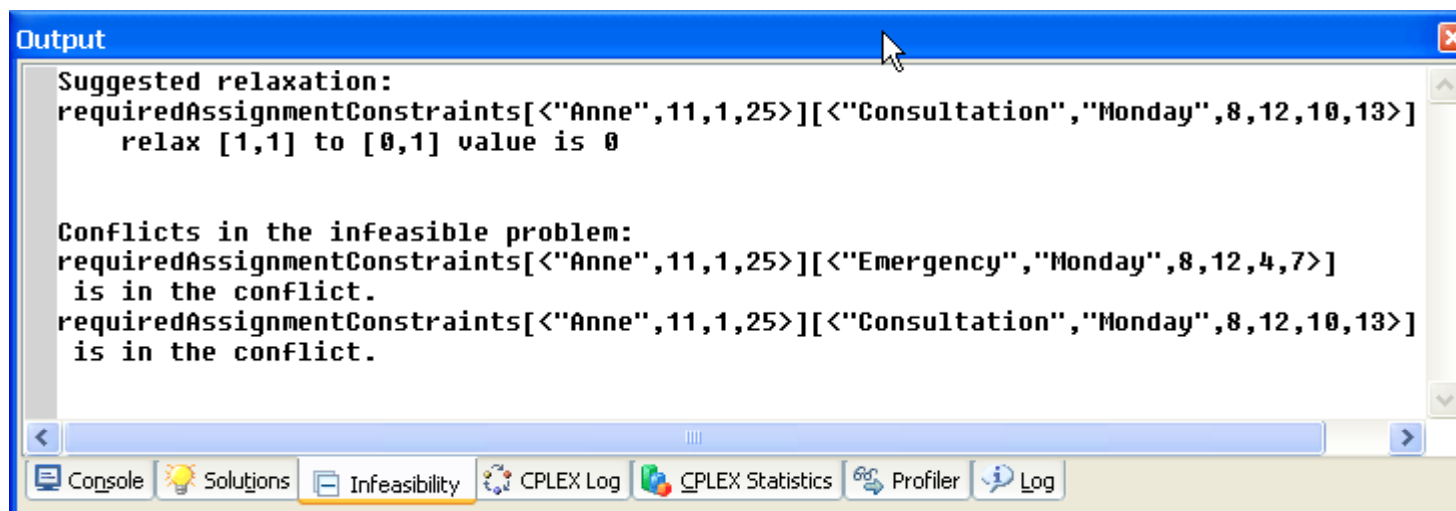 Output
Suggested relaxation:
requiredAssignmentConstraints[<"Anne",11,1,25>][<"Consultation","Monday",8,12,10,13>]
relax [1,1] to [0,1] value is 0
Conflicts in the infeasible problem:
requiredAssignmentConstraints[<"Anne",11,1,25>][<"Emergency","Monday",8,12,4,7>]
is in the conflict.
requiredAssignmentConstraints[<"Anne",11,1,25>][<"Consultation","Monday",8,12,10,13>]
is in the conflict.
Console Solutions Infeasibility CPLEX Log CPLEX Statistics Profiler Log